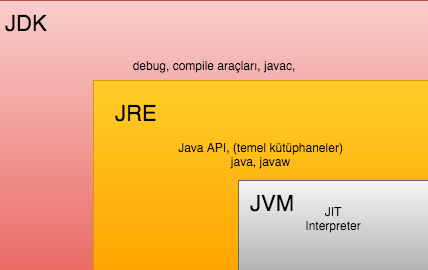 JDK
debug, compile araçları, javac,
JRE
Java API, (temel kütüphaneler)
java, javaw
JVM
JIT
Interpreter